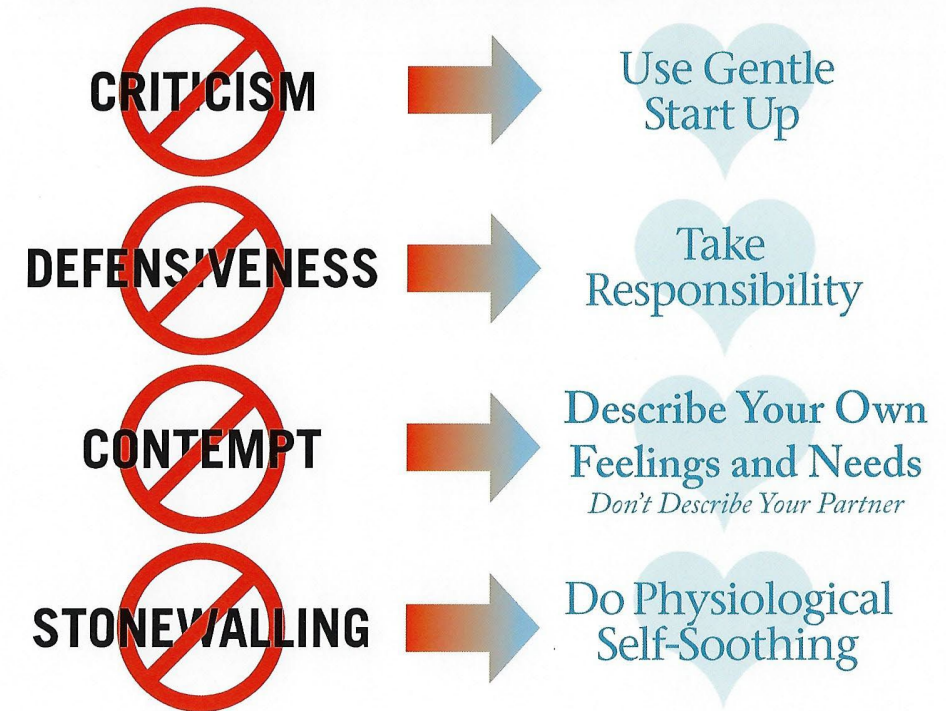 CRITICISM
Use Gentle
Start Up
DEFENSIVENESS
Take
Responsibility
CONTEMPT
Describe Your Own
Feelings and Needs
Don't Describe Your Partner
STONEWALLING
Do Physiological
Self-Soothing